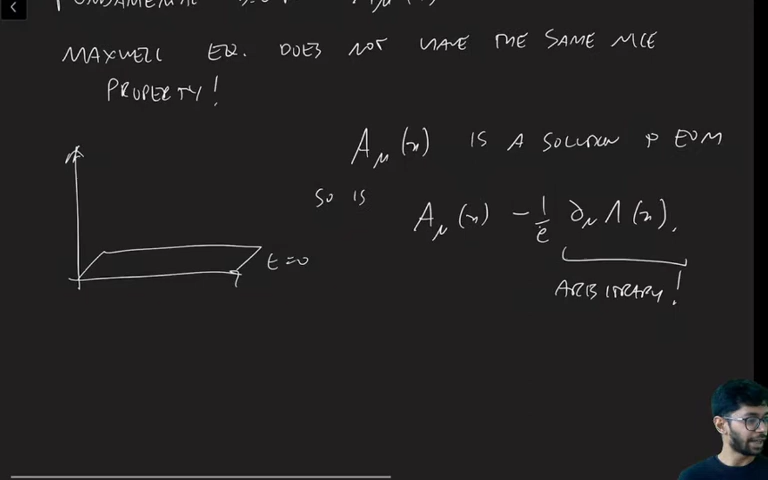 FUNDAMENTAL
MAXWELL EQ. DOES NOT HAVE THE SAME NICE
PROPERTY!
A_μ(x) IS A SOLUTION EOM
SO IS A_μ(x) - 1/e ∂_μ Λ(x).
ARBITRARY!
t=0